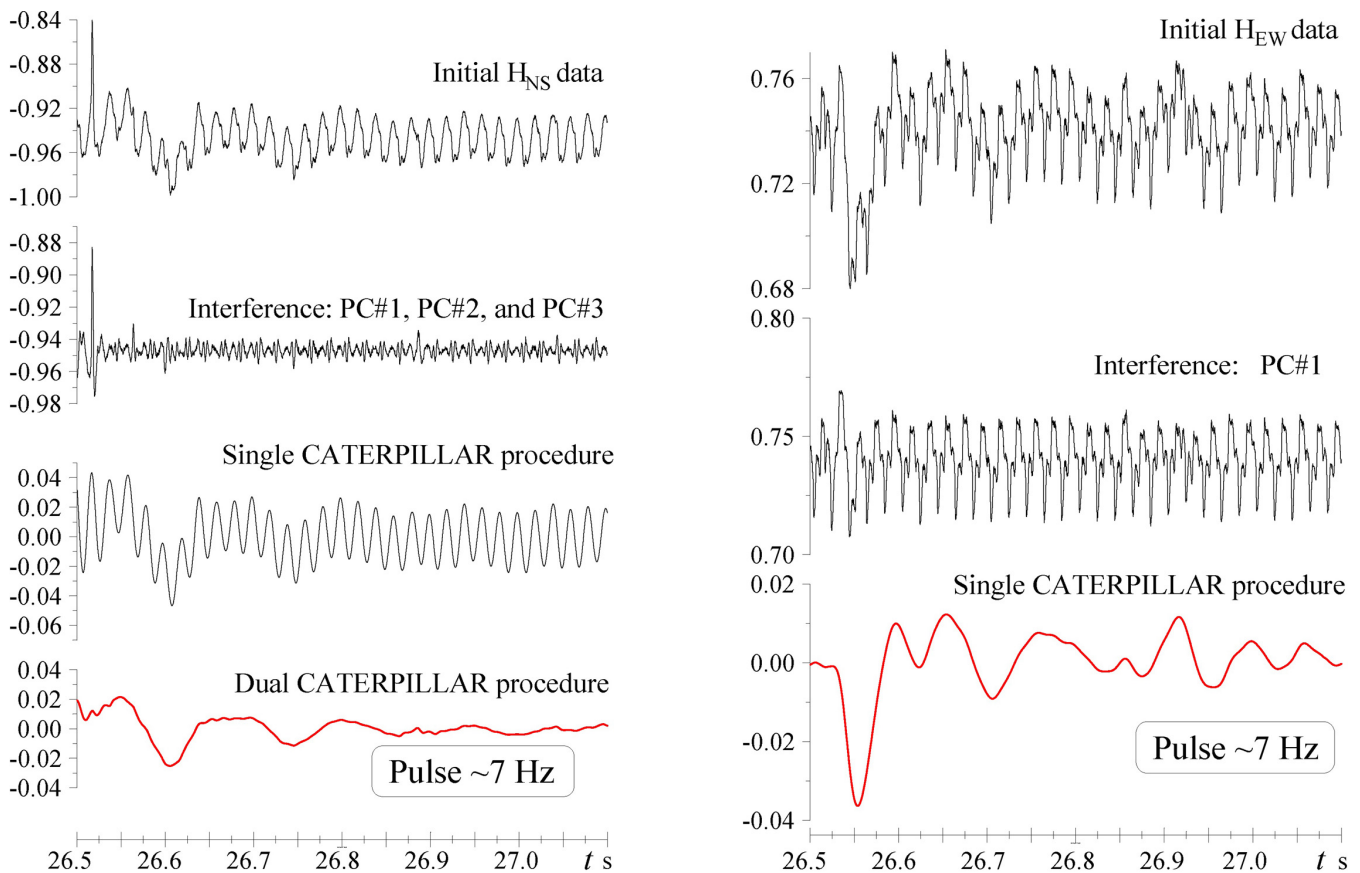 Initial H_NS data
-0.84
-0.88
-0.92
-0.96
-1.00
Interference: PC#1, PC#2, and PC#3
-0.88
-0.90
-0.92
-0.94
-0.96
-0.98
Single CATERPILLAR procedure
0.04
0.02
0.00
-0.02
-0.04
-0.06
Dual CATERPILLAR procedure
0.04
0.02
0.00
-0.02
-0.04
Pulse ~7 Hz
26.5 26.6 26.7 26.8 26.9 27.0 t s
Initial H_EW data
0.76
0.72
0.68
Interference: PC#1
0.80
0.75
0.70
Single CATERPILLAR procedure
0.02
0.00
-0.02
-0.04
Pulse ~7 Hz
26.5 26.6 26.7 26.8 26.9 27.0 t s